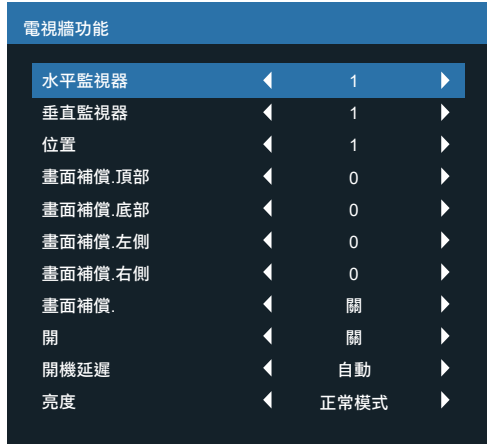 電視牆功能
水平監視器 1
垂直監視器 1
位置 1
畫面補償.頂部 0
畫面補償.底部 0
畫面補償.左側 0
畫面補償.右側 0
畫面補償. 關
開 關
開機延遲 自動
亮度 正常模式